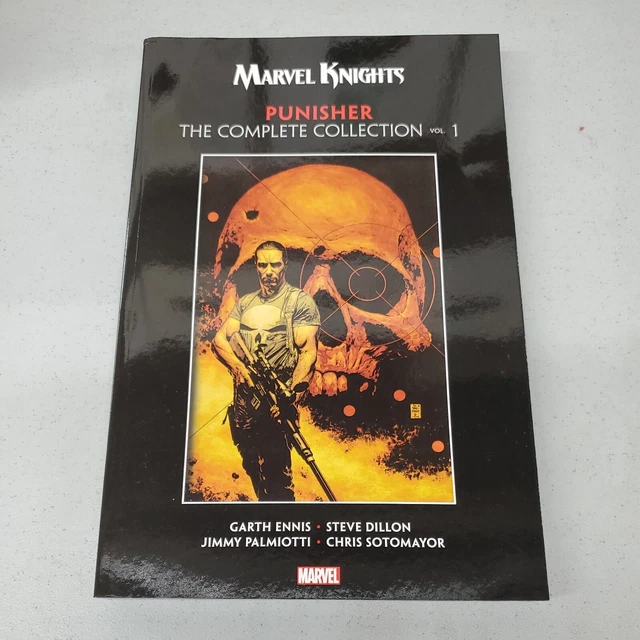 MARVEL KNIGHTS
PUNISHER
THE COMPLETE COLLECTION VOL. 1
GARTH ENNIS • STEVE DILLON
JIMMY PALMIOTTI • CHRIS SOTOMAYOR
MARVEL